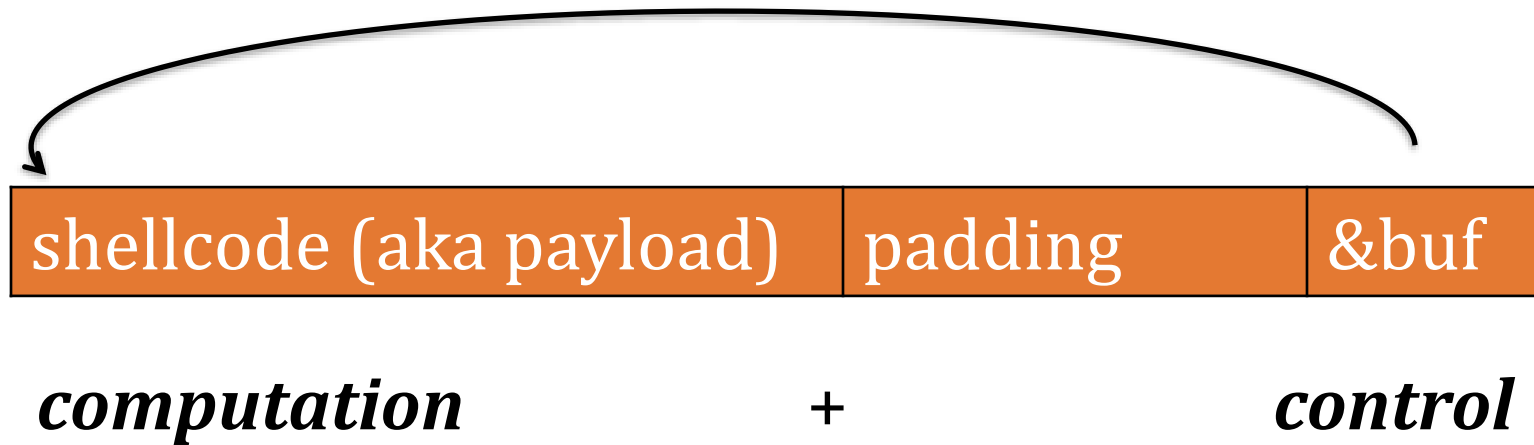 shellcode (aka payload) padding &buf
computation + control